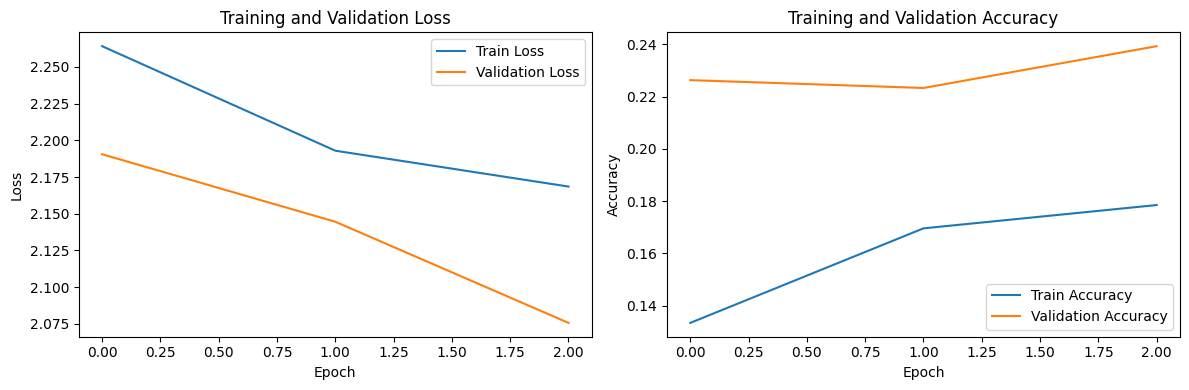 Training and Validation Loss
2.250
2.225
2.200
2.175
2.150
2.125
2.100
2.075
Loss
Train Loss
Validation Loss
0.00 0.25 0.50 0.75 1.00 1.25 1.50 1.75 2.00
Epoch
Training and Validation Accuracy
0.24
0.22
0.20
0.18
0.16
0.14
Accuracy
Train Accuracy
Validation Accuracy
0.00 0.25 0.50 0.75 1.00 1.25 1.50 1.75 2.00
Epoch